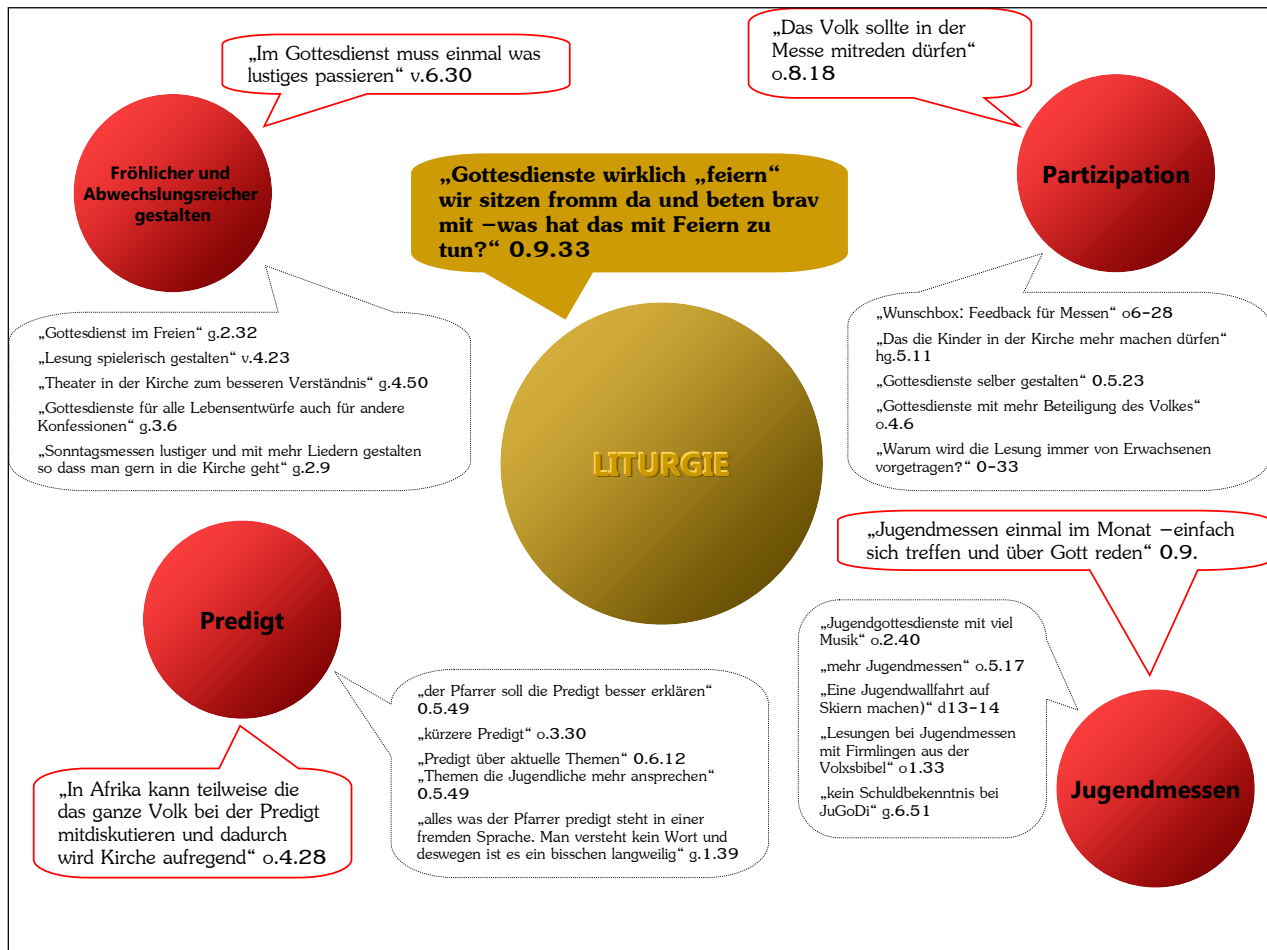 „Im Gottesdienst muss einmal was
lustiges passieren“ v.6.30
„Das Volk sollte in der
Messe mitreden dürfen“
o.8.18
Fröhlicher und
Abwechslungsreicher
gestalten
„Gottesdienste wirklich „feiern“
wir sitzen fromm da und beten brav
mit –was hat das mit Feiern zu
tun?“ 0.9.33
Partizipation
„Gottesdienst im Freien“ g.2.32
„Lesung spielerisch gestalten“ v.4.23
„Theater in der Kirche zum besseren Verständnis“ g.4.50
„Gottesdienste für alle Lebensentwürfe auch für andere
Konfessionen“ g.3.6
„Sonntagsmessen lustiger und mit mehr Liedern gestalten
so dass man gern in die Kirche geht“ g.2.9
„Wunschbox: Feedback für Messen“ o6-28
„Das die Kinder in der Kirche mehr machen dürfen“
hg.5.11
„Gottesdienste selber gestalten“ 0.5.23
„Gottesdienste mit mehr Beteiligung des Volkes“
o.4.6
„Warum wird die Lesung immer von Erwachsenen
vorgetragen?“ 0-33
LITURGIE
Predigt
„der Pfarrer soll die Predigt besser erklären“
0.5.49
„kürzere Predigt“ o.3.30
„Predigt über aktuelle Themen“ 0.6.12
„Themen die Jugendliche mehr ansprechen“
0.5.49
„alles was der Pfarrer predigt steht in einer
fremden Sprache. Man versteht kein Wort und
deswegen ist es ein bisschen langweilig“ g.1.39
„In Afrika kann teilweise die
das ganze Volk bei der Predigt
mitdiskutieren und dadurch
wird Kirche aufregend“ o.4.28
„Jugendmessen einmal im Monat –einfach
sich treffen und über Gott reden“ 0.9.
„Jugendgottesdienste mit viel
Musik“ o.2.40
„mehr Jugendmessen“ o.5.17
„Eine Jugendwallfahrt auf
Skiern machen)“ d13-14
„Lesungen bei Jugendmessen
mit Firmlingen aus der
Volxsbibel“ o1.33
„kein Schuldbekenntnis bei
JuGoDi“ g.6.51
Jugendmessen